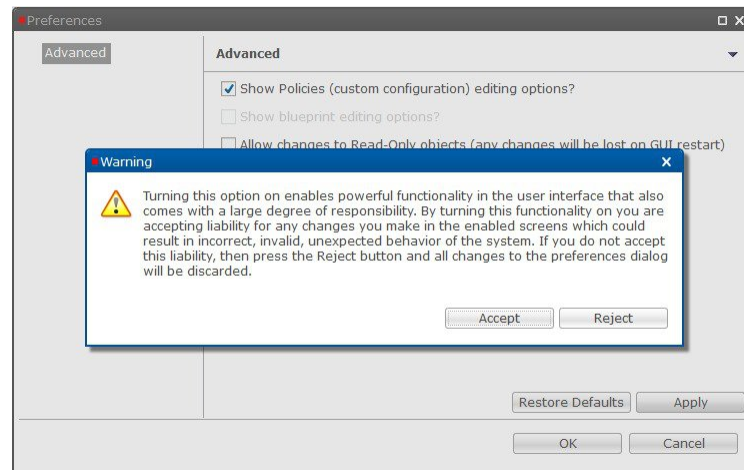 Preferences
Advanced
Advanced
Show Policies (custom configuration) editing options?
Show blueprint editing options?
Allow changes to Read-Only objects (any changes will be lost on GUI restart)
Warning
Turning this option on enables powerful functionality in the user interface that also
comes with a large degree of responsibility. By turning this functionality on you are
accepting liability for any changes you make in the enabled screens which could
result in incorrect, invalid, unexpected behavior of the system. If you do not accept
this liability, then press the Reject button and all changes to the preferences dialog
will be discarded.
Accept Reject
Restore Defaults Apply
OK Cancel